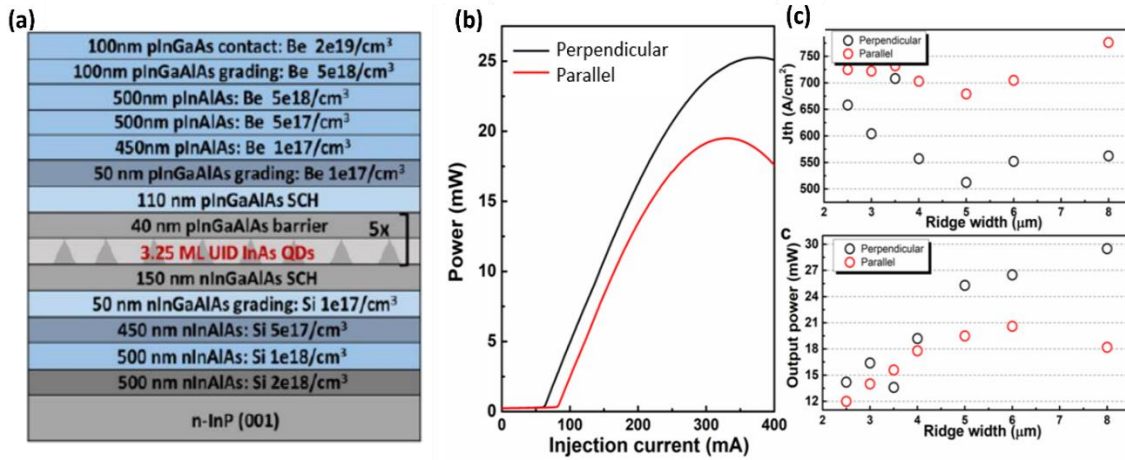 (a)
100nm pInGaAs contact: Be 2e19/cm³
100nm pInGaAlAs grading: Be 5e18/cm³
500nm pInAlAs: Be 5e18/cm³
500nm pInAlAs: Be 5e17/cm³
450nm pInAlAs: Be 1e17/cm³
50 nm pInGaAlAs grading: Be 1e17/cm³
110 nm pInGaAlAs SCH
40 nm pInGaAlAs barrier 5x
3.25 ML UID InAs QDs
150 nm nInGaAlAs SCH
50 nm nInGaAlAs grading: Si 1e17/cm³
450 nm nInAlAs: Si 5e17/cm³
500 nm nInAlAs: Si 1e18/cm³
500 nm nInAlAs: Si 2e18/cm³
n-InP (001)
(b)
Perpendicular
Parallel
Power (mW)
25
20
15
10
5
0
0 100 200 300 400
Injection current (mA)
(c)
Perpendicular
Parallel
Jth (A/cm²)
750
700
650
600
550
500
2 3 4 5 6 7 8
Ridge width (μm)
c
Perpendicular
Parallel
Output power (mW)
30
27
24
21
18
15
12
2 3 4 5 6 7 8
Ridge width (μm)